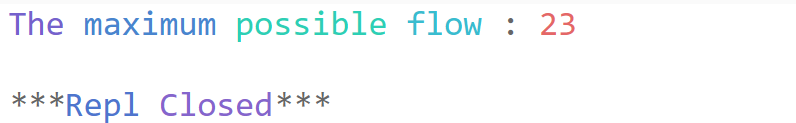 The maximum possible flow : 23
***Repl Closed***